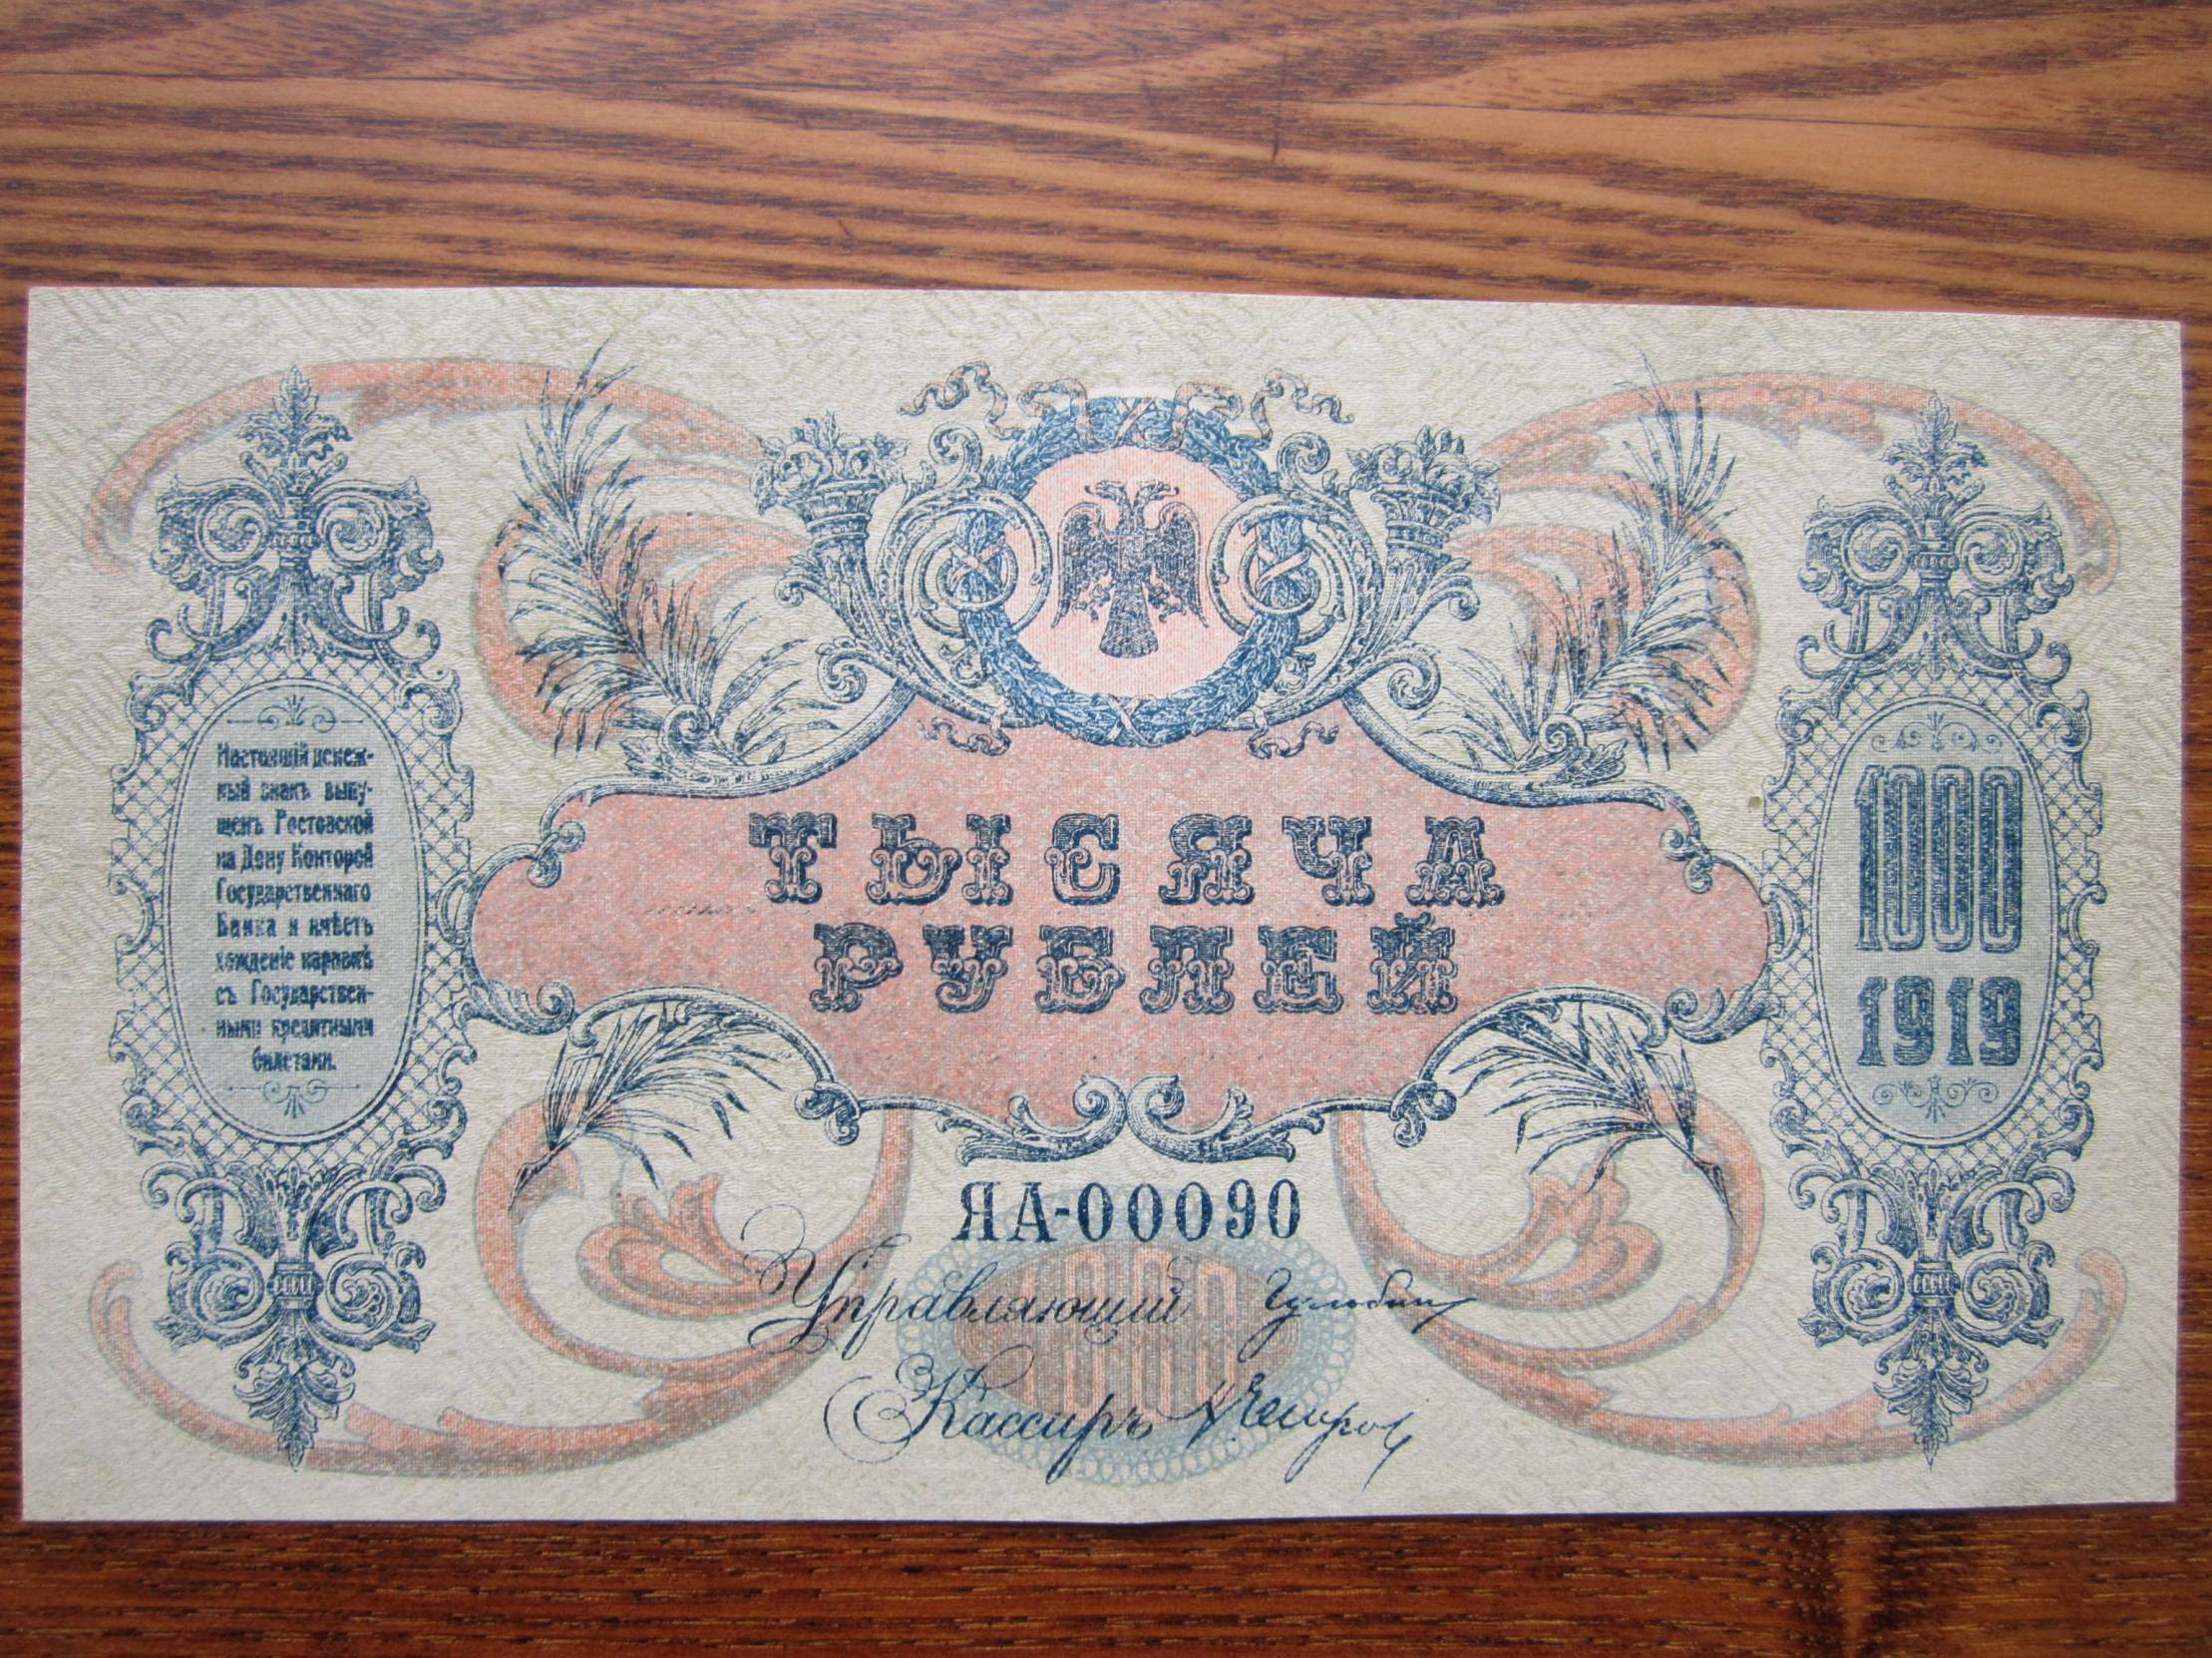 Настоящій денеж-
ный знакъ выпу-
щенъ Ростовской
на Дону Конторой
Государственнаго
Банка и имѣетъ
хожденіе наравнѣ
съ Государствен-
ными кредитными
билетами.
ТЫСЯЧА
РУБЛЕЙ
1000
1919
ЯА-00090
Управляющій
1000
Кассиръ